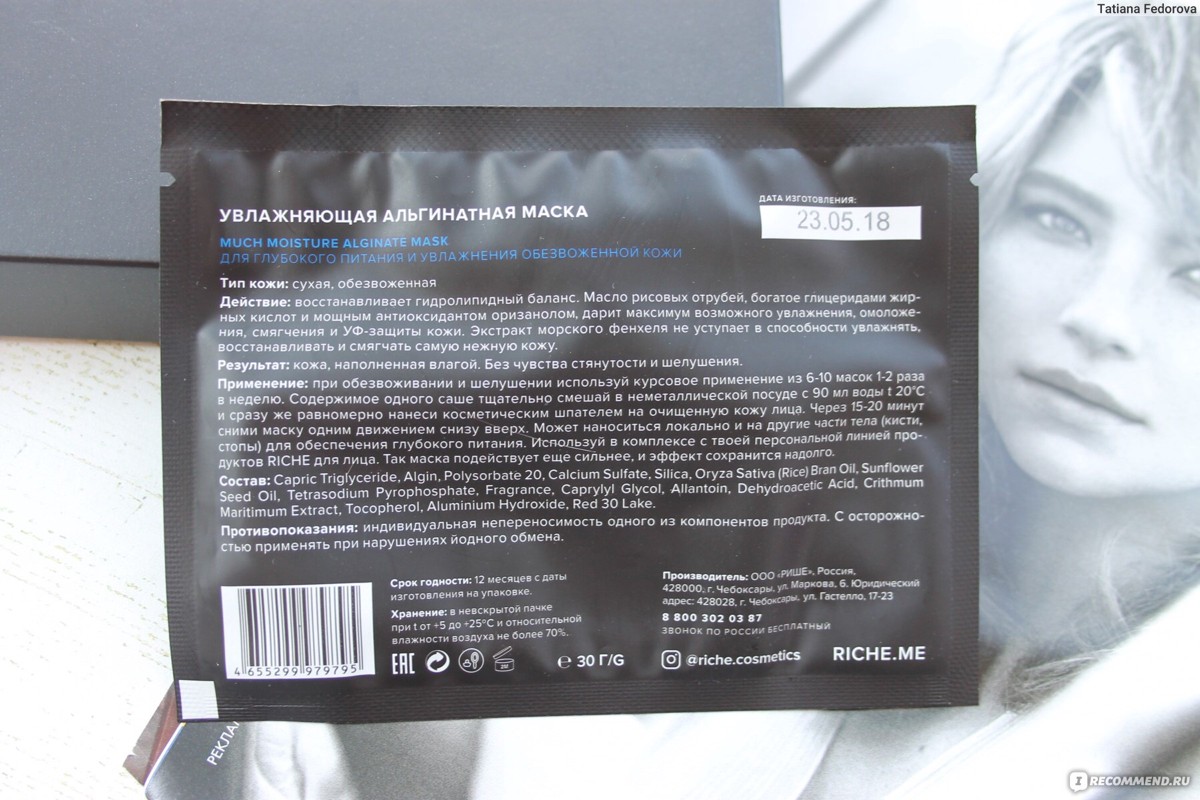 Tatiana Fedorova
УВЛАЖНЯЮЩАЯ АЛЬГИНАТНАЯ МАСКА
ДАТА ИЗГОТОВЛЕНИЯ:
23.05.18
MUCH MOISTURE ALGINATE MASK
ДЛЯ ГЛУБОКОГО ПИТАНИЯ И УВЛАЖНЕНИЯ ОБЕЗВОЖЕННОЙ КОЖИ
Тип кожи: сухая, обезвоженная
Действие: восстанавливает гидролипидный баланс. Масло рисовых отрубей, богатое глицеридами жир-
ных кислот и мощным антиоксидантом оризанолом, дарит максимум возможного увлажнения, омоложе-
ния, смягчения и УФ-защиты кожи. Экстракт морского фенхеля не уступает в способности увлажнять,
восстанавливать и смягчать самую нежную кожу.
Результат: кожа, наполненная влагой. Без чувства стянутости и шелушения.
Применение: при обезвоживании и шелушении используй курсовое применение из 6-10 масок 1-2 раза
в неделю. Содержимое одного саше тщательно смешай в неметаллической посуде с 90 мл воды t 20°C
и сразу же равномерно нанеси косметическим шпателем на очищенную кожу лица. Через 15-20 минут
сними маску одним движением снизу вверх. Может наноситься локально и на другие части тела (кисти,
стопы) для обеспечения глубокого питания. Используй в комплексе с твоей персональной линией про-
дуктов RICHE для лица. Так маска подействует еще сильнее, и эффект сохранится надолго.
Состав: Capric Triglyceride, Algin, Polysorbate 20, Calcium Sulfate, Silica, Oryza Sativa (Rice) Bran Oil, Sunflower
Seed Oil, Tetrasodium Pyrophosphate, Fragrance, Caprylyl Glycol, Allantoin, Dehydroacetic Acid, Crithmum
Maritimum Extract, Tocopherol, Aluminium Hydroxide, Red 30 Lake.
Противопоказания: индивидуальная непереносимость одного из компонентов продукта. С осторожно-
стью применять при нарушениях йодного обмена.
Срок годности: 12 месяцев с даты
изготовления на упаковке.
Хранение: в невскрытой пачке
при t от +5 до +25°C и относительной
влажности воздуха не более 70%.
Производитель: ООО «РИШЕ», Россия,
428000, г. Чебоксары, ул. Маркова, 6. Юридический
адрес: 428028, г. Чебоксары, ул. Гастелло, 17-23
8 800 302 03 87
ЗВОНОК ПО РОССИИ БЕСПЛАТНЫЙ
4 655299 979795
EAC
℮ 30 Г/G
@riche.cosmetics
RICHE.ME
РЕКЛА
IRECOMMEND.RU